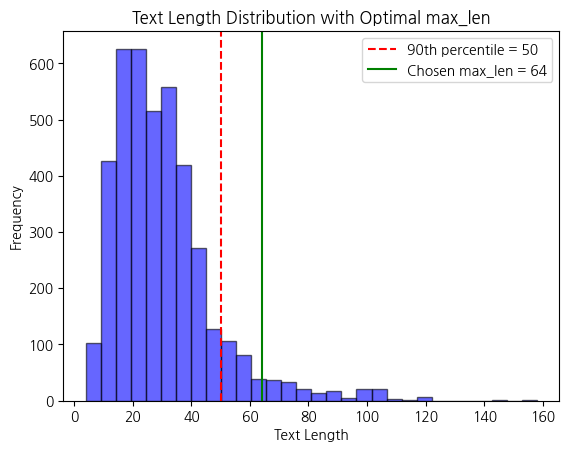 Text Length Distribution with Optimal max_len
90th percentile = 50
Chosen max_len = 64
Frequency
600
500
400
300
200
100
0
0 20 40 60 80 100 120 140 160
Text Length